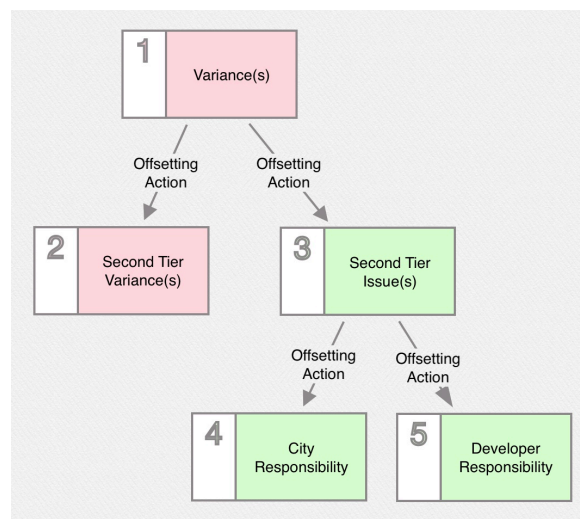 1
Variance(s)
Offsetting
Action
Offsetting
Action
2
Second Tier
Variance(s)
3
Second Tier
Issue(s)
Offsetting
Action
Offsetting
Action
4
City
Responsibility
5
Developer
Responsibility